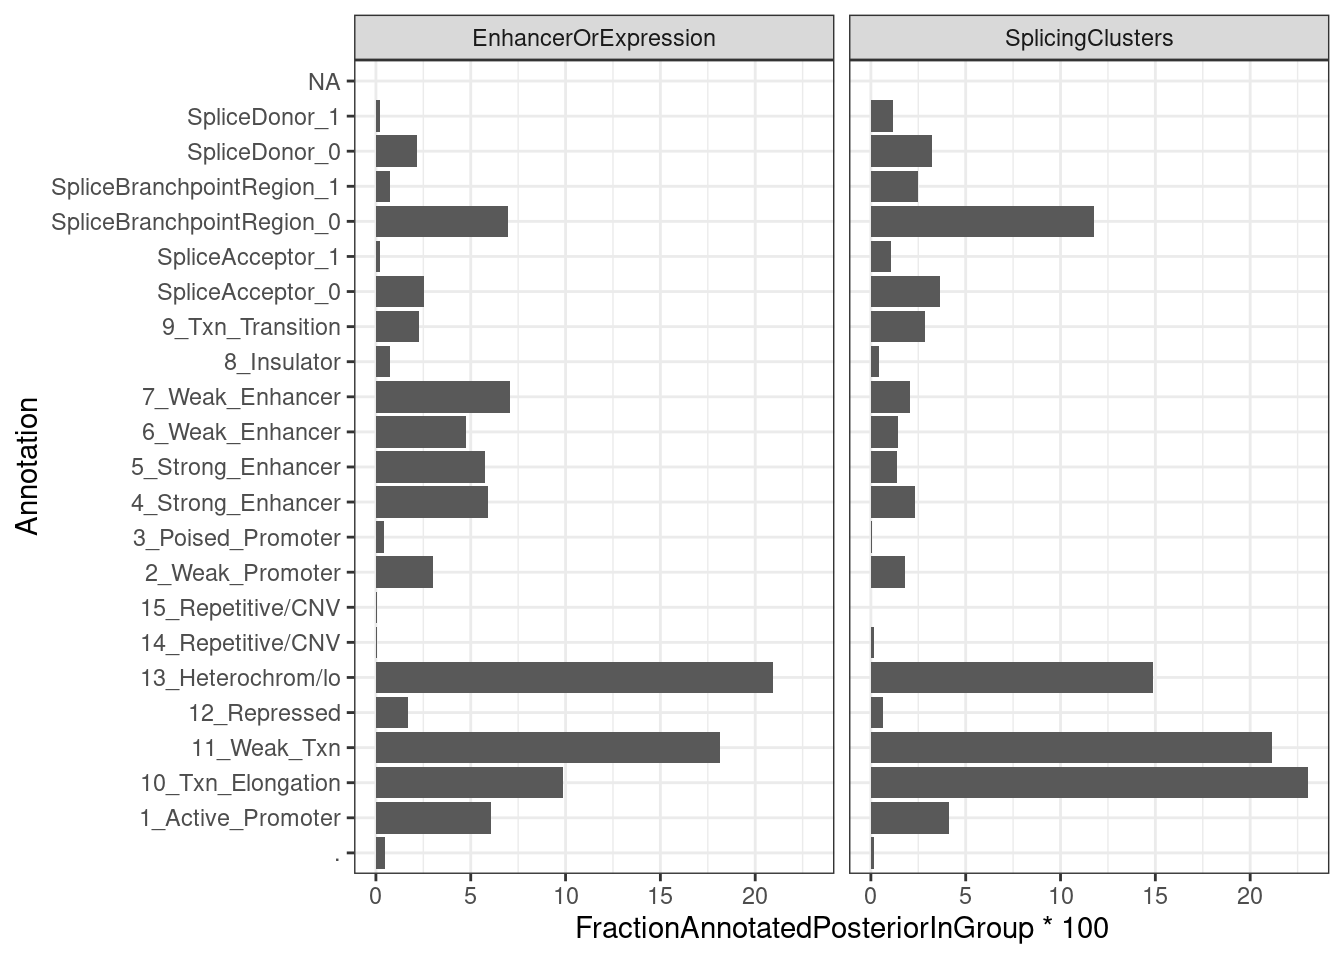 EnhancerOrExpression
SplicingClusters
NA
SpliceDonor_1
SpliceDonor_0
SpliceBranchpointRegion_1
SpliceBranchpointRegion_0
SpliceAcceptor_1
SpliceAcceptor_0
9_Txn_Transition
8_Insulator
7_Weak_Enhancer
6_Weak_Enhancer
5_Strong_Enhancer
4_Strong_Enhancer
3_Poised_Promoter
2_Weak_Promoter
15_Repetitive/CNV
14_Repetitive/CNV
13_Heterochrom/lo
12_Repressed
11_Weak_Txn
10_Txn_Elongation
1_Active_Promoter
.
Annotation
0 5 10 15 20
0 5 10 15 20
FractionAnnotatedPosteriorInGroup * 100